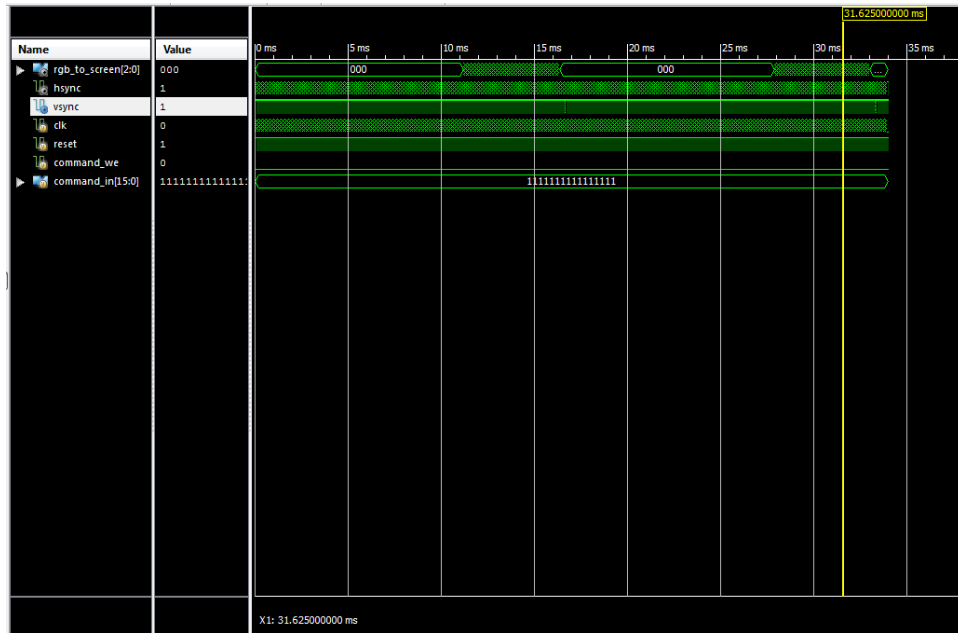 31.625000000 ms
Name Value 0 ms 5 ms 10 ms 15 ms 20 ms 25 ms 30 ms 35 ms
rgb_to_screen[2:0] 000 000 000 ...
hsync 1
vsync 1
clk 0
reset 1
command_we 0
command_in[15:0] 11111111111111 1111111111111111
X1: 31.625000000 ms